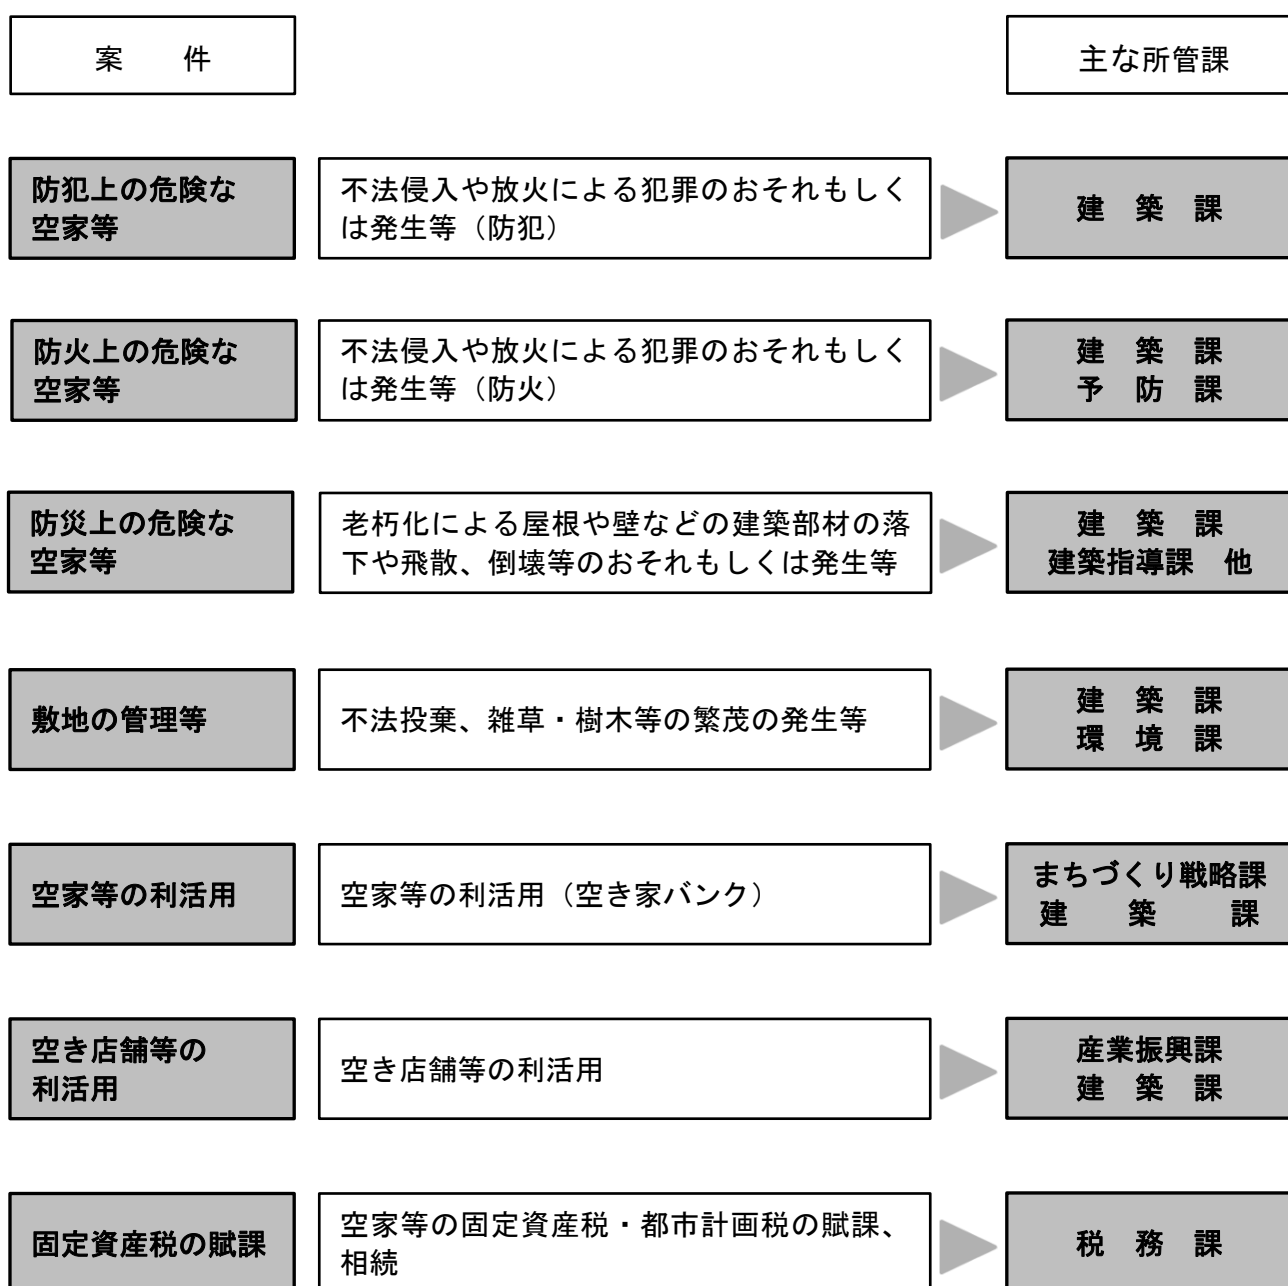 案　件
主な所管課
防犯上の危険な
空家等
不法侵入や放火による犯罪のおそれもしく
は発生等（防犯）
建　築　課
防火上の危険な
空家等
不法侵入や放火による犯罪のおそれもしく
は発生等（防火）
建　築　課
予　防　課
防災上の危険な
空家等
老朽化による屋根や壁などの建築部材の落
下や飛散、倒壊等のおそれもしくは発生等
建　築　課
建築指導課　他
敷地の管理等
不法投棄、雑草・樹木等の繁茂の発生等
建　築　課
環　境　課
空家等の利活用
空家等の利活用（空き家バンク）
まちづくり戦略課
建　築　課
空き店舗等の
利活用
空き店舗等の利活用
産業振興課
建　築　課
固定資産税の賦課
空家等の固定資産税・都市計画税の賦課、
相続
税　務　課